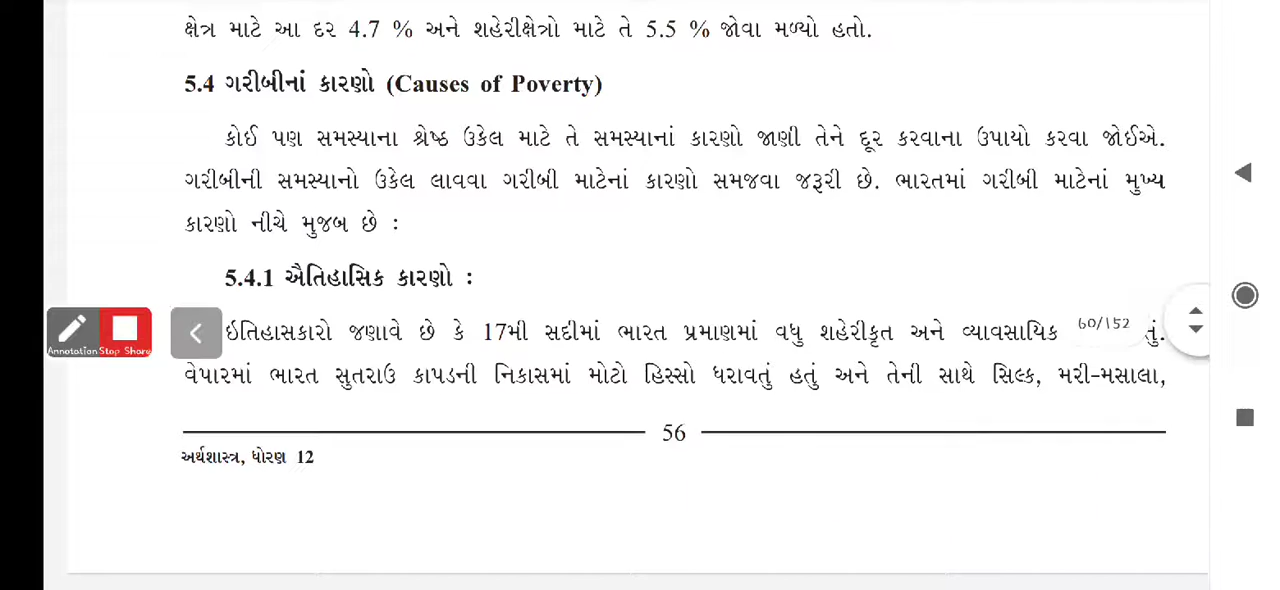 ક્ષેત્ર માટે આ દર 4.7 % અને શહેરીક્ષેત્રો માટે તે 5.5 % જોવા મળ્યો હતો.
5.4 ગરીબીનાં કારણો (Causes of Poverty)
કોઈ પણ સમસ્યાના શ્રેષ્ઠ ઉકેલ માટે તે સમસ્યાનાં કારણો જાણી તેને દૂર કરવાના ઉપાયો કરવા જોઈએ.
ગરીબીની સમસ્યાનો ઉકેલ લાવવા ગરીબી માટેનાં કારણો સમજવા જરૂરી છે. ભારતમાં ગરીબી માટેનાં મુખ્ય
કારણો નીચે મુજબ છે :
5.4.1 ઐતિહાસિક કારણો :
ઇતિહાસકારો જણાવે છે કે 17મી સદીમાં ભારત પ્રમાણમાં વધુ શહેરીકૃત અને વ્યાવસાયિક
60/152
Annotation Stop Share
વેપારમાં ભારત સુતરાઉ કાપડની નિકાસમાં મોટો હિસ્સો ધરાવતું હતું અને તેની સાથે સિલ્ક, મરી-મસાલા,
56
અર્થશાસ્ત્ર, ધોરણ 12